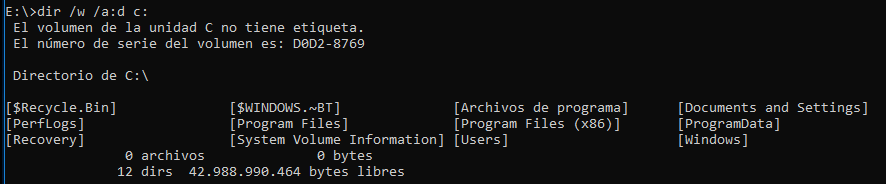 E:\>dir /w /a:d c:
El volumen de la unidad C no tiene etiqueta.
El número de serie del volumen es: D0D2-8769
Directorio de C:\
[$Recycle.Bin] [$WINDOWS.~BT] [Archivos de programa] [Documents and Settings]
[PerfLogs] [Program Files] [Program Files (x86)] [ProgramData]
[Recovery] [System Volume Information] [Users] [Windows]
0 archivos 0 bytes
12 dirs 42.988.990.464 bytes libres